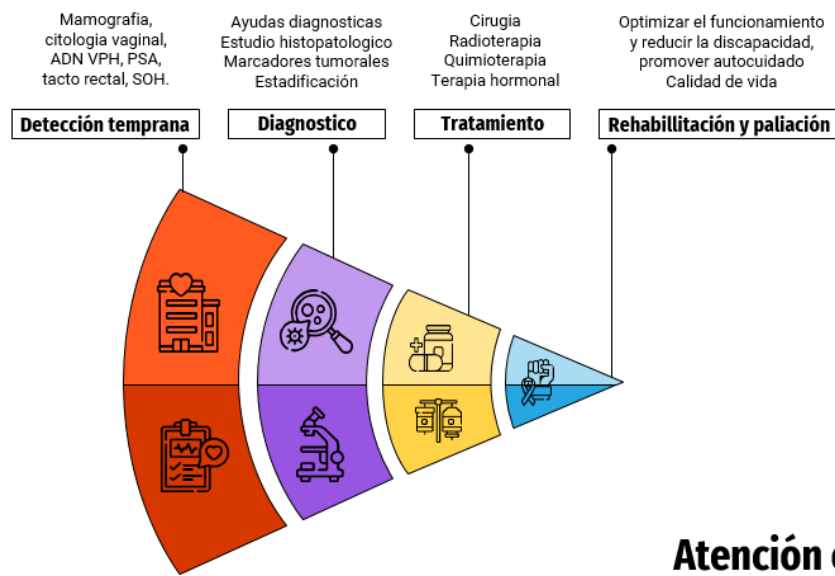 Mamografia,
citologia vaginal,
ADN VPH, PSA,
tacto rectal, SOH.
Detección temprana
Ayudas diagnosticas
Estudio histopatologico
Marcadores tumorales
Estadificación
Diagnostico
Cirugia
Radioterapia
Quimioterapia
Terapia hormonal
Tratamiento
Optimizar el funcionamiento
y reducir la discapacidad,
promover autocuidado
Calidad de vida
Rehabillitación y paliación
Atención